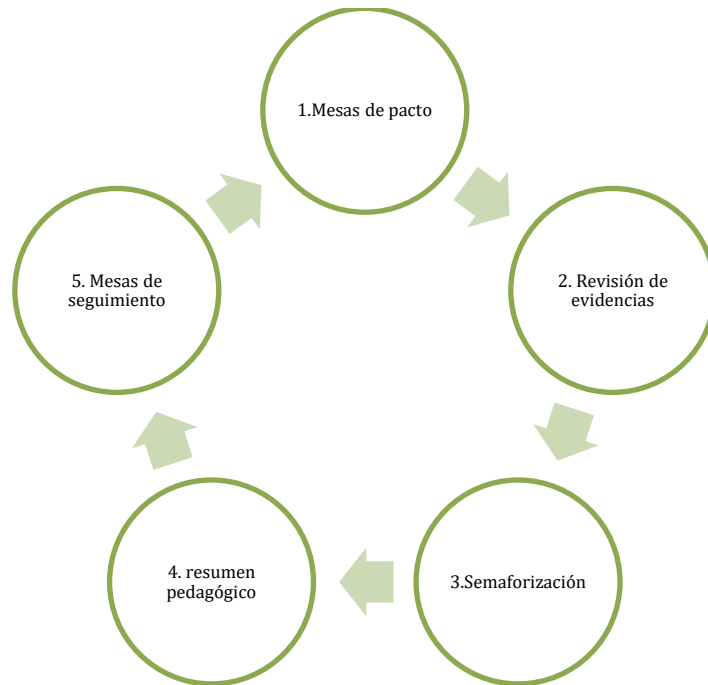 1.Mesas de pacto
2. Revisión de
evidencias
3.Semaforización
4. resumen
pedagógico
5. Mesas de
seguimiento